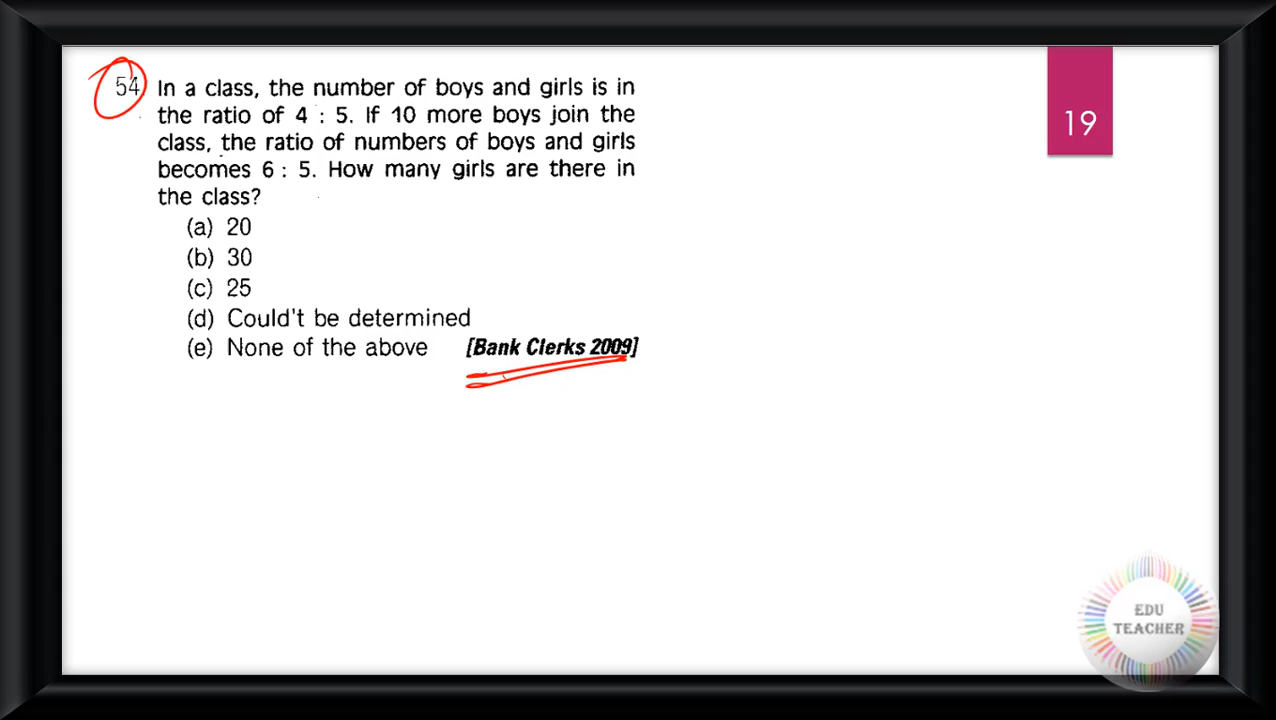 54 In a class, the number of boys and girls is in
the ratio of 4 : 5. If 10 more boys join the
class, the ratio of numbers of boys and girls
becomes 6 : 5. How many girls are there in
the class?
(a) 20
(b) 30
(c) 25
(d) Could't be determined
(e) None of the above [Bank Clerks 2009]
19
EDU
TEACHER